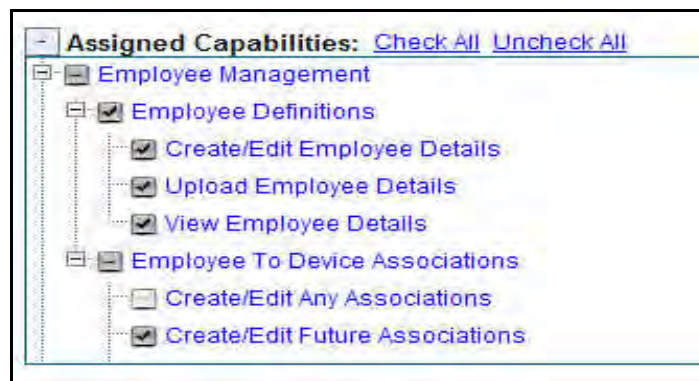 Assigned Capabilities: Check All Uncheck All
Employee Management
Employee Definitions
Create/Edit Employee Details
Upload Employee Details
View Employee Details
Employee To Device Associations
Create/Edit Any Associations
Create/Edit Future Associations